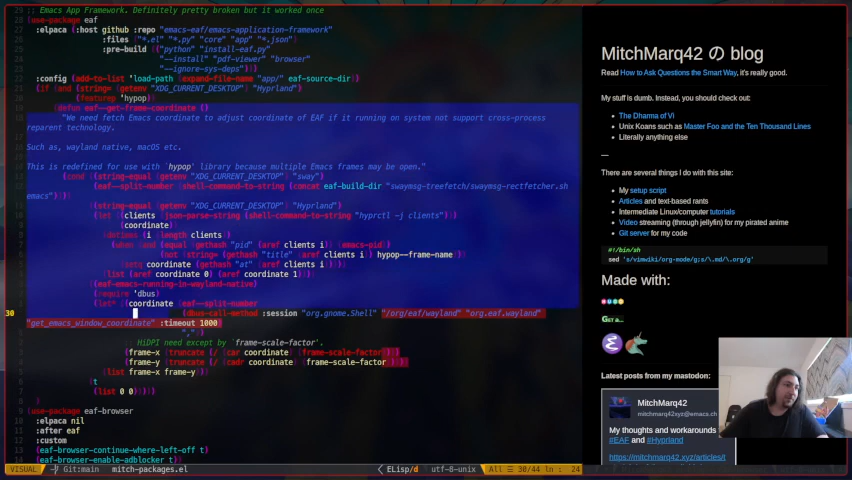 ;; Emacs App Framework. Definitely pretty broken but it worked once
(use-package eaf
:elpaca (:host github :repo "emacs-eaf/emacs-application-framework"
:files ("*.el" "*.py" "core" "app" "*.json")
:pre-build (("python" "install-eaf.py"
"--install" "pdf-viewer" "browser"
"--ignore-sys-deps")))
:config (add-to-list 'load-path (expand-file-name "app/" eaf-source-dir))
(if (and (string= (getenv "XDG_CURRENT_DESKTOP") "Hyprland")
(featurep 'hypop))
(defun eaf--get-frame-coordinate ()
"We need fetch Emacs coordinate to adjust coordinate of EAF if it running on system not support cross-process
reparent technology.
Such as, wayland native, macOS etc.
This is redefined for use with `hypop' library because multiple Emacs frames may be open."
(cond ((string-equal (getenv "XDG_CURRENT_DESKTOP") "sway")
(eaf--split-number (shell-command-to-string (concat eaf-build-dir "swaymsg-treefetch/swaymsg-rectfetcher.sh
emacs"))))
((string-equal (getenv "XDG_CURRENT_DESKTOP") "Hyprland")
(let ((clients (json-parse-string (shell-command-to-string "hyprctl -j clients")))
(coordinate))
(dotimes (i (length clients))
(when (and (equal (gethash "pid" (aref clients i)) (emacs-pid))
(not (string= (gethash "title" (aref clients i)) hypop--frame-name)))
(setq coordinate (gethash "at" (aref clients i)))))
(list (aref coordinate 0) (aref coordinate 1)))
((eaf-emacs-running-in-wayland-native)
(require 'dbus)
(let* ((coordinate (eaf--split-number
30 (dbus-call-method :session "org.gnome.Shell" "/org/eaf/wayland" "org.eaf.wayland"
"get_emacs_window_coordinate" :timeout 1000)
","))
;; HiDPI need except by `frame-scale-factor'.
(frame-x (truncate (/ (car coordinate) (frame-scale-factor))))
(frame-y (truncate (/ (cadr coordinate) (frame-scale-factor)))))
(list frame-x frame-y)))
(t
(list 0 0))))))
(use-package eaf-browser
:elpaca nil
:after eaf
:custom
(eaf-browser-continue-where-left-off t)
(eaf-browser-enable-adblocker t)
VISUAL Git:main mitch-packages.el ELisp/d utf-8-unix All 30/44 ln : 24
MitchMarq42 の blog
Read How to Ask Questions the Smart Way, it's really good.
My stuff is dumb. Instead, you should check out:
The Dharma of Vi
Unix Koans such as Master Foo and the Ten Thousand Lines
Literally anything else
—
There are several things I do with this site:
My setup script
Articles and text-based rants
Intermediate Linux/computer tutorials
Video streaming (through jellyfin) for my pirated anime
Git server for my code
#!/bin/sh
sed 's/vimwiki/org-mode/g;s/\.md/\.org/g'
Made with:
Latest posts from my mastodon:
MitchMarq42
mitchmarq42xyz@emacs.ch
My thoughts and workarounds
#EAF and #Hyprland
https://mitchmarq42.xyz/articles/t